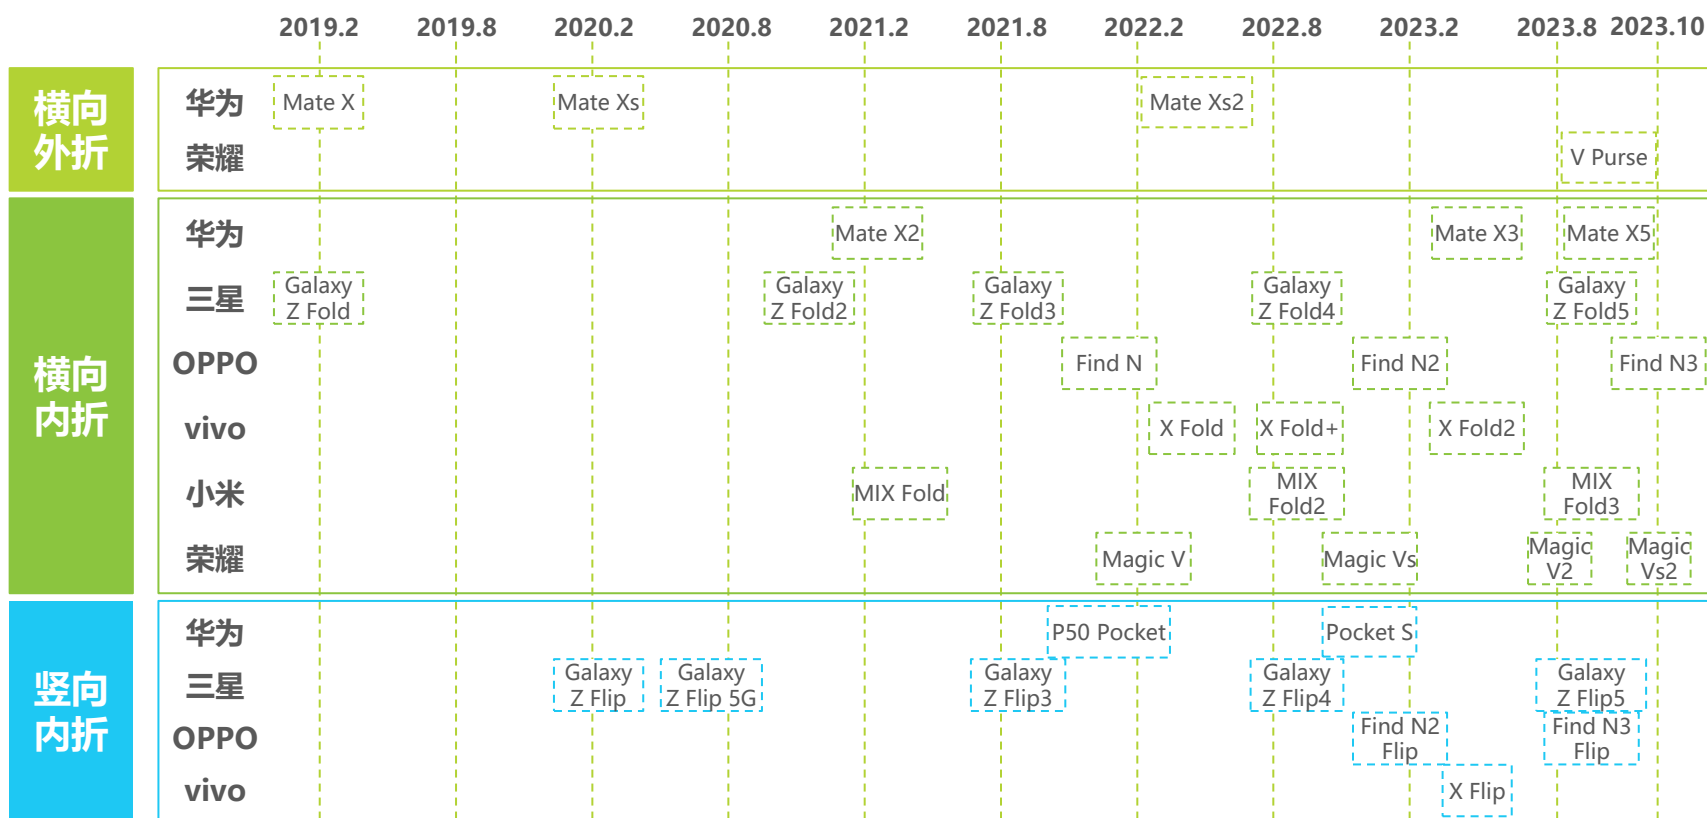 2019.2 2019.8 2020.2 2020.8 2021.2 2021.8 2022.2 2022.8 2023.2 2023.8 2023.10
横向
外折
华为 Mate X Mate Xs Mate Xs2
荣耀 V Purse
横向
内折
华为 Mate X2 Mate X3 Mate X5
三星 Galaxy
Z Fold
Galaxy
Z Fold2
Galaxy
Z Fold3
Galaxy
Z Fold4
Galaxy
Z Fold5
OPPO Find N Find N2 Find N3
vivo X Fold X Fold+ X Fold2
小米 MIX Fold
MIX
Fold2
MIX
Fold3
荣耀 Magic V Magic Vs
Magic
V2
Magic
Vs2
竖向
内折
华为 P50 Pocket Pocket S
三星 Galaxy
Z Flip
Galaxy
Z Flip 5G
Galaxy
Z Flip3
Galaxy
Z Flip4
Galaxy
Z Flip5
OPPO Find N2
Flip
Find N3
Flip
vivo X Flip